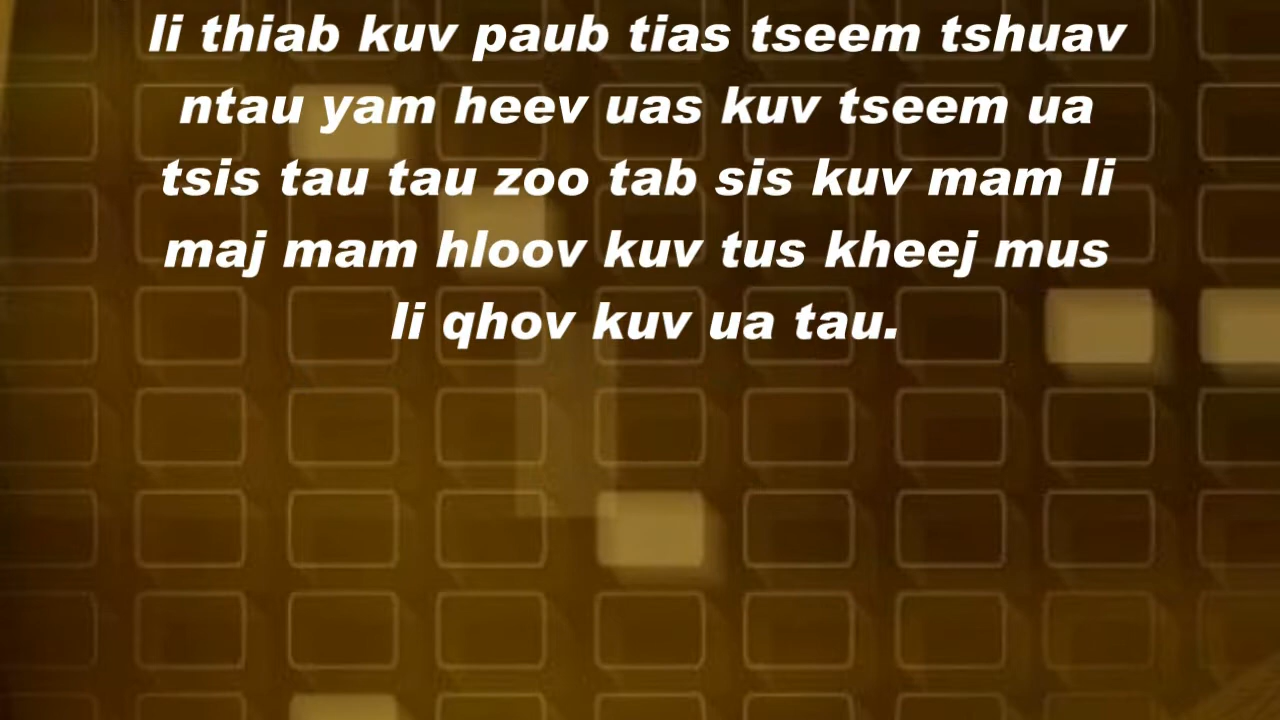 li thiab kuv paub tias tseem tshuav
ntau yam heev uas kuv tseem ua
tsis tau tau zoo tab sis kuv mam li
maj mam hloov kuv tus kheej mus
li qhov kuv ua tau.